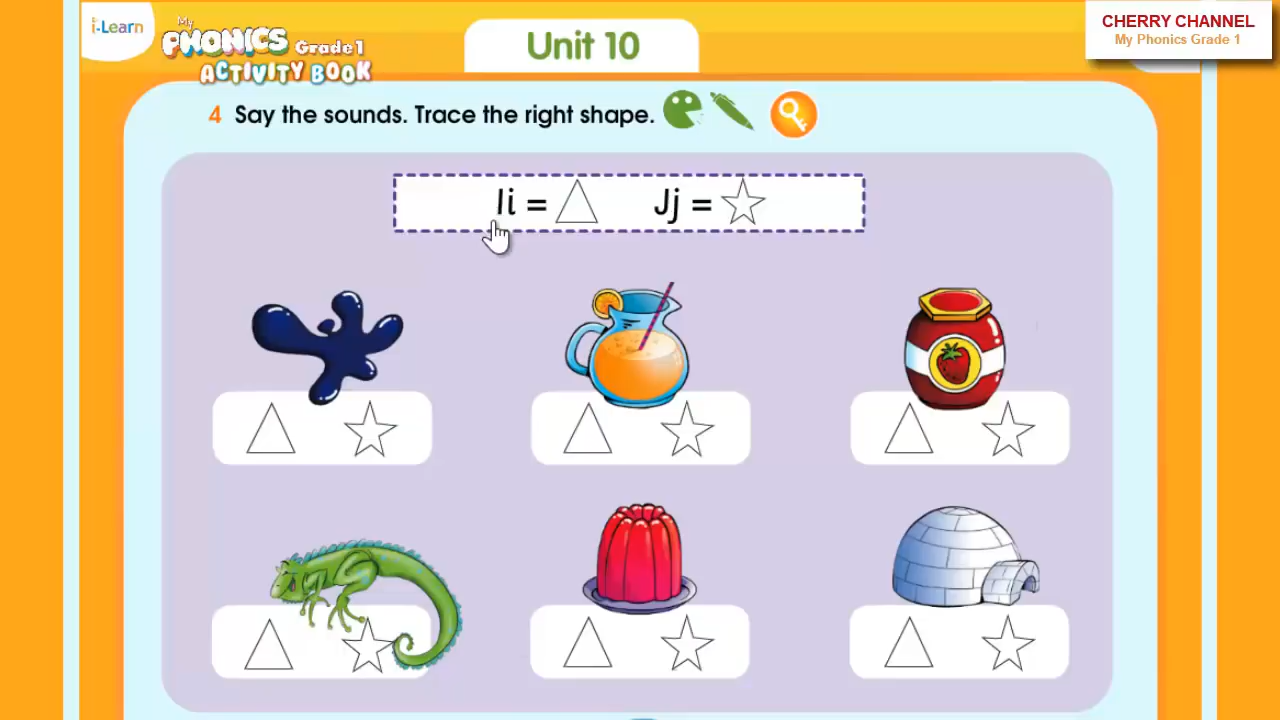 i-Learn
My
PHONICS Grade 1
ACTIVITY BOOK
Unit 10
CHERRY CHANNEL
My Phonics Grade 1
4 Say the sounds. Trace the right shape.
Ii = △ Jj = ☆